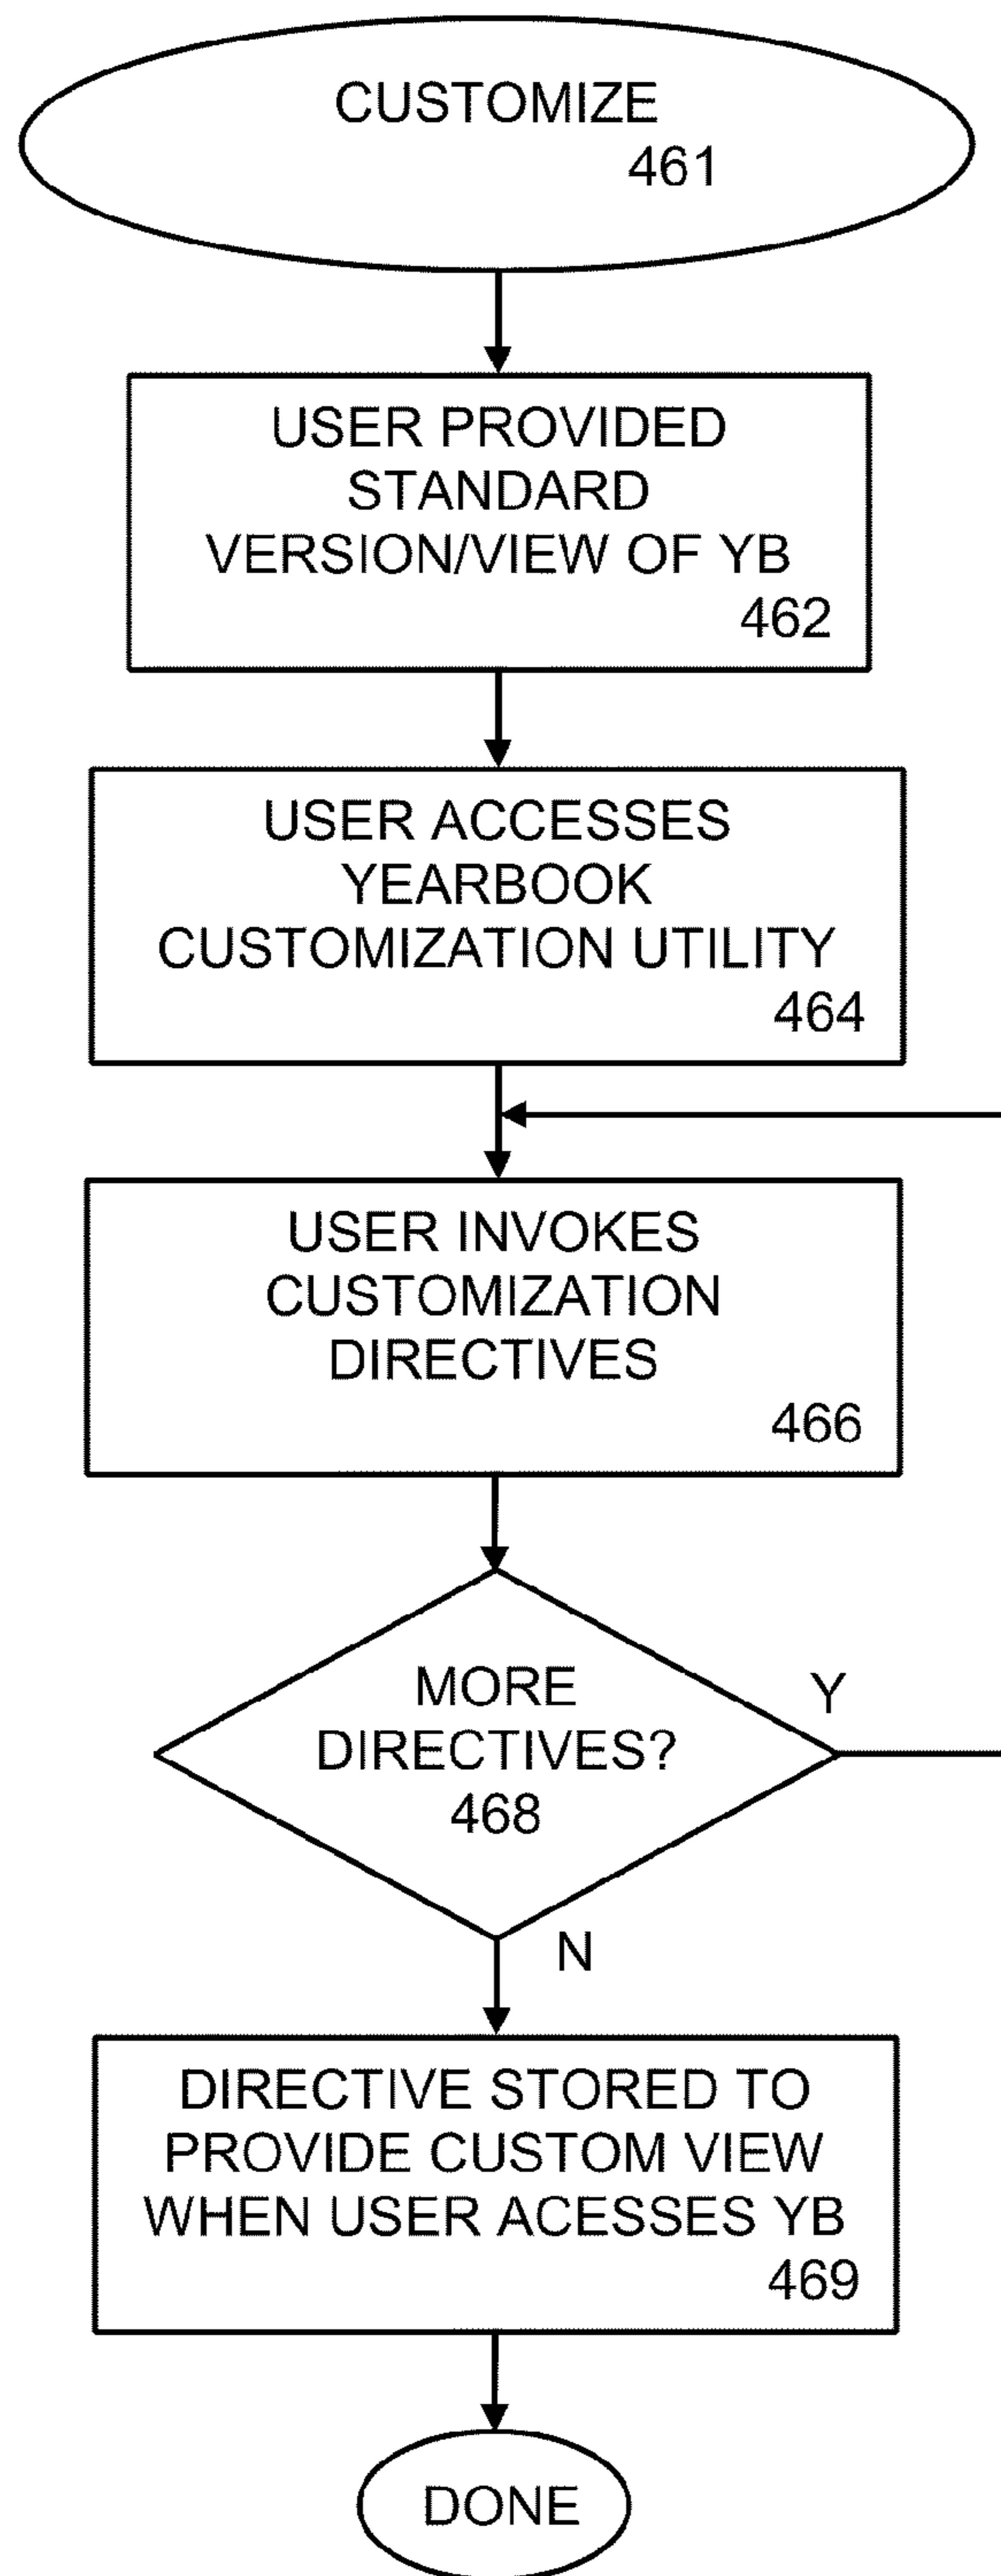 CUSTOMIZE
461
USER PROVIDED
STANDARD
VERSION/VIEW OF YB
462
USER ACCESSES
YEARBOOK
CUSTOMIZATION UTILITY
464
USER INVOKES
CUSTOMIZATION
DIRECTIVES
466
MORE
DIRECTIVES?
468
Y
N
DIRECTIVE STORED TO
PROVIDE CUSTOM VIEW
WHEN USER ACESSES YB
469
DONE